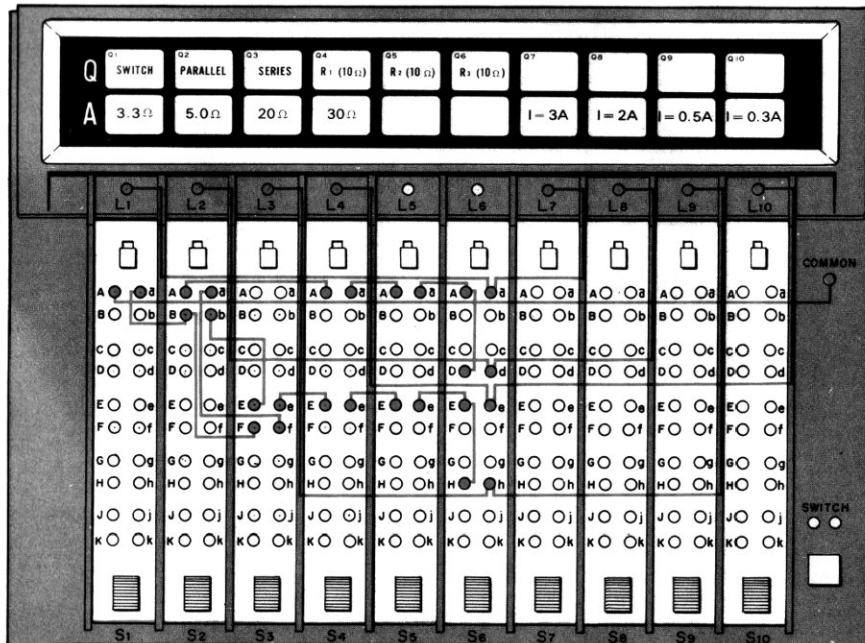 Q
Q1 Q2 Q3 Q4 Q5 Q6 Q7 Q8 Q9 Q10
SWITCH PARALLEL SERIES R1 (10Ω) R2 (10Ω) R3 (10Ω)
A
3.3Ω 5.0Ω 20Ω 30Ω I=3A I=2A I=0.5A I=0.3A
L1 L2 L3 L4 L5 L6 L7 L8 L9 L10
COMMON
A a A a A a A a A a A a A a A a A a A a
B b B b B b B b B b B b B b B b B b B b
C c C c C c C c C c C c C c C c C c C c
D d D d D d D d D d D d D d D d D d D d
E e E e E e E e E e E e E e E e E e E e
F f F f F f F f F f F f F f F f F f F f
G g G g G g G g G g G g G g G g G g G g
H h H h H h H h H h H h H h H h H h H h
J j J j J j J j J j J j J j J j J j J j
SWITCH
K k K k K k K k K k K k K k K k K k K k
S1 S2 S3 S4 S5 S6 S7 S8 S9 S10